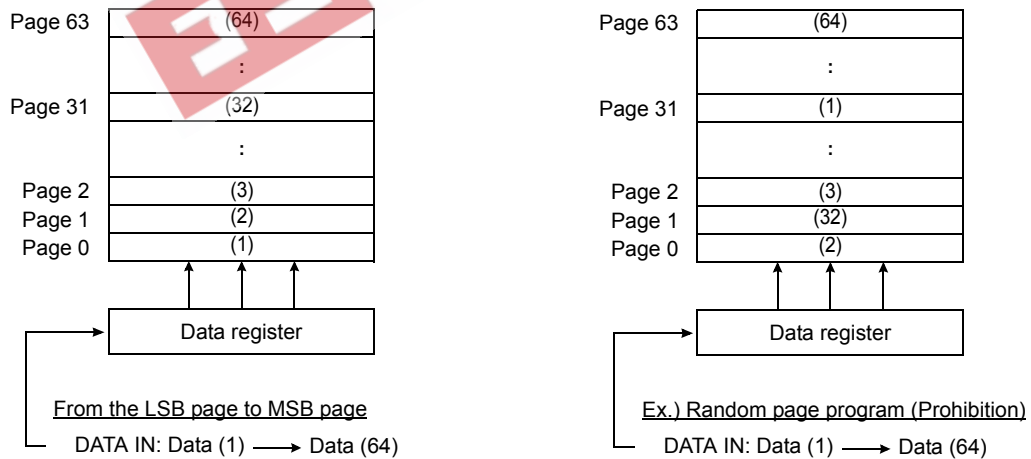 Page 63 (64)
:
Page 31 (32)
:
Page 2 (3)
Page 1 (2)
Page 0 (1)
Data register
From the LSB page to MSB page
DATA IN: Data (1) → Data (64)
Page 63 (64)
:
Page 31 (1)
:
Page 2 (3)
Page 1 (32)
Page 0 (2)
Data register
Ex.) Random page program (Prohibition)
DATA IN: Data (1) → Data (64)